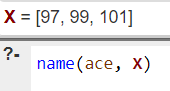 X = [97, 99, 101]
?- name(ace, X)